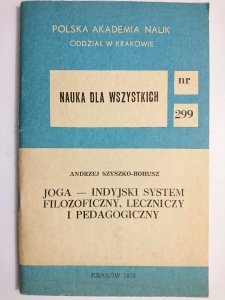 POLSKA AKADEMIA NAUK
ODDZIAŁ W KRAKOWIE
NAUKA DLA WSZYSTKICH
nr
299
ANDRZEJ SZYSZKO-BOHUSZ
JOGA — INDYJSKI SYSTEM
FILOZOFICZNY, LECZNICZY
I PEDAGOGICZNY
KRAKÓW 1978